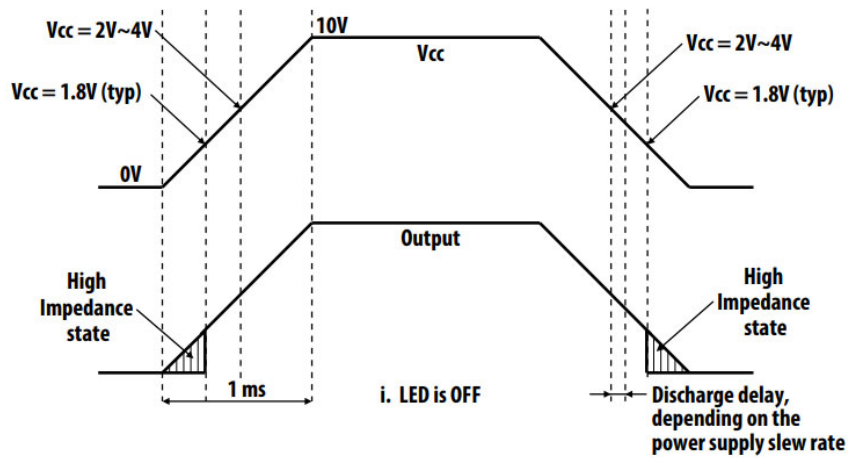 10V
Vcc = 2V~4V
Vcc
Vcc = 2V~4V
Vcc = 1.8V (typ)
Vcc = 1.8V (typ)
0V
Output
High
Impedance
state
High
Impedance
state
1 ms
i. LED is OFF
Discharge delay,
depending on the
power supply slew rate